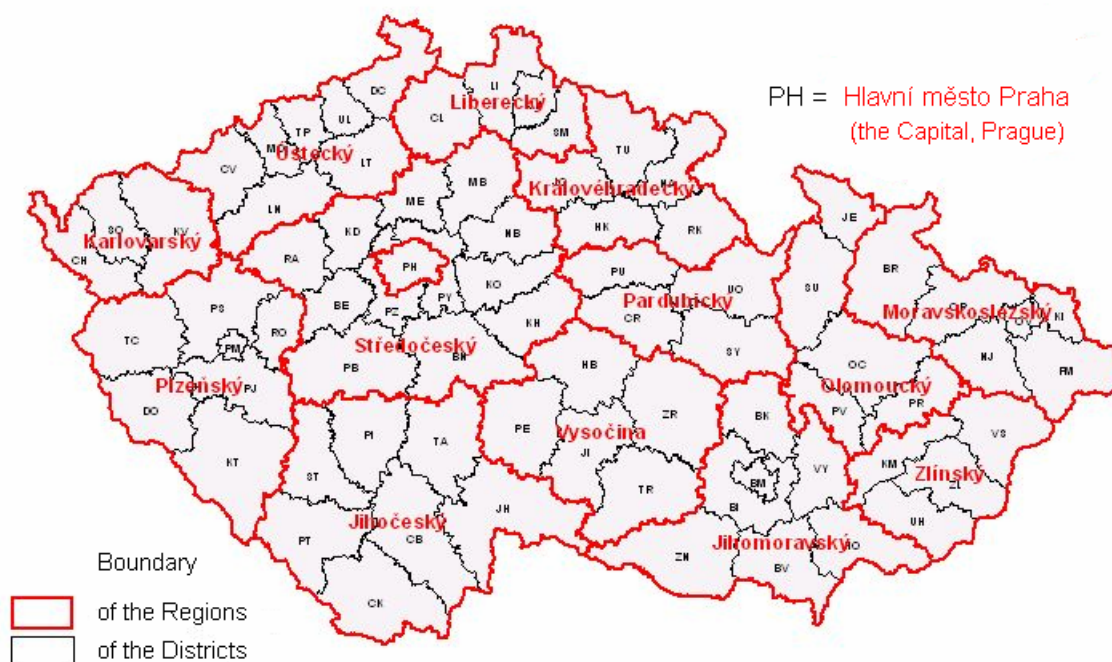 DC
LI
Liberecký
CL
SM
PH = Hlavní město Praha
(the Capital, Prague)
UL
TP
Ústecký
LT
TU
CV
MB
Královéhradecký
ME
LN
SO
KV
Karlovarský
CH
KD
NB
HK
RK
JE
RA
PH
PU
BR
BE
PZ
PY
KO
Pardubický
UO
SU
Moravskoslezský
KI
PS
RO
TC
PM
KH
CR
Středočeský
BN
PB
SY
NJ
FM
OC
Olomoucký
Plzeňský
PJ
HB
PV
PR
DO
ZR
BK
VS
PI
TA
PE
Vysočina
JI
KT
ST
KM
Zlínský
BM
VY
TR
BI
JH
UH
Jihočeský
CB
PT
Jihomoravský
ZN
BV
CK
Boundary
of the Regions
of the Districts